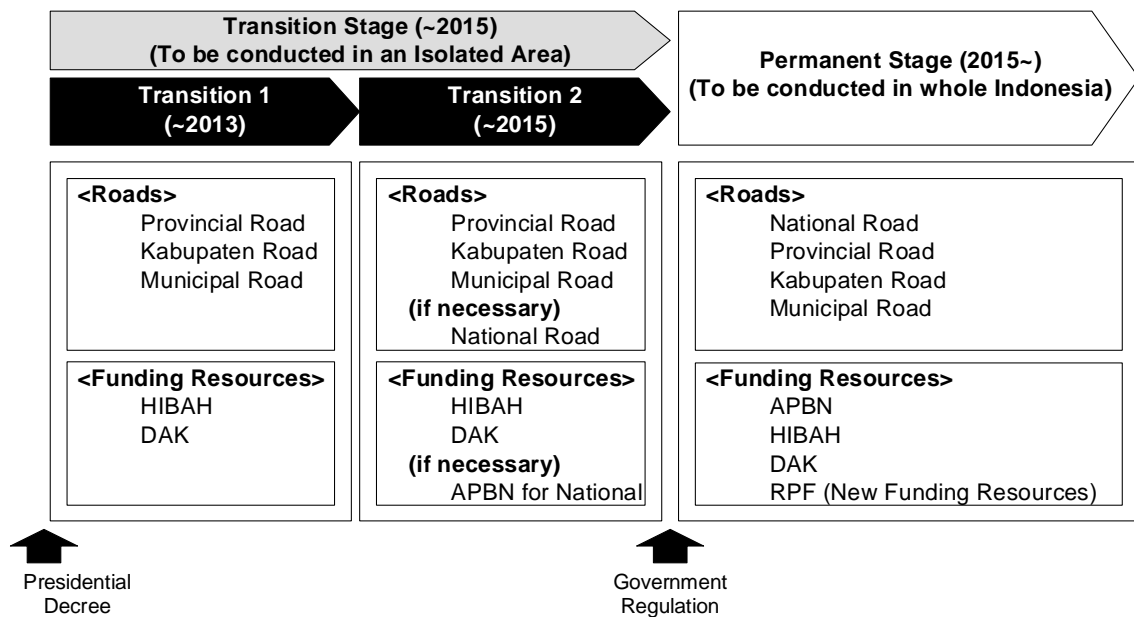 Transition Stage (~2015)
(To be conducted in an Isolated Area)
Permanent Stage (2015~)
(To be conducted in whole Indonesia)
Transition 1
(~2013)
Transition 2
(~2015)
<Roads>
Provincial Road
Kabupaten Road
Municipal Road
<Funding Resources>
HIBAH
DAK
<Roads>
Provincial Road
Kabupaten Road
Municipal Road
(if necessary)
National Road
<Funding Resources>
HIBAH
DAK
(if necessary)
APBN for National
<Roads>
National Road
Provincial Road
Kabupaten Road
Municipal Road
<Funding Resources>
APBN
HIBAH
DAK
RPF (New Funding Resources)
Presidential
Decree
Government
Regulation